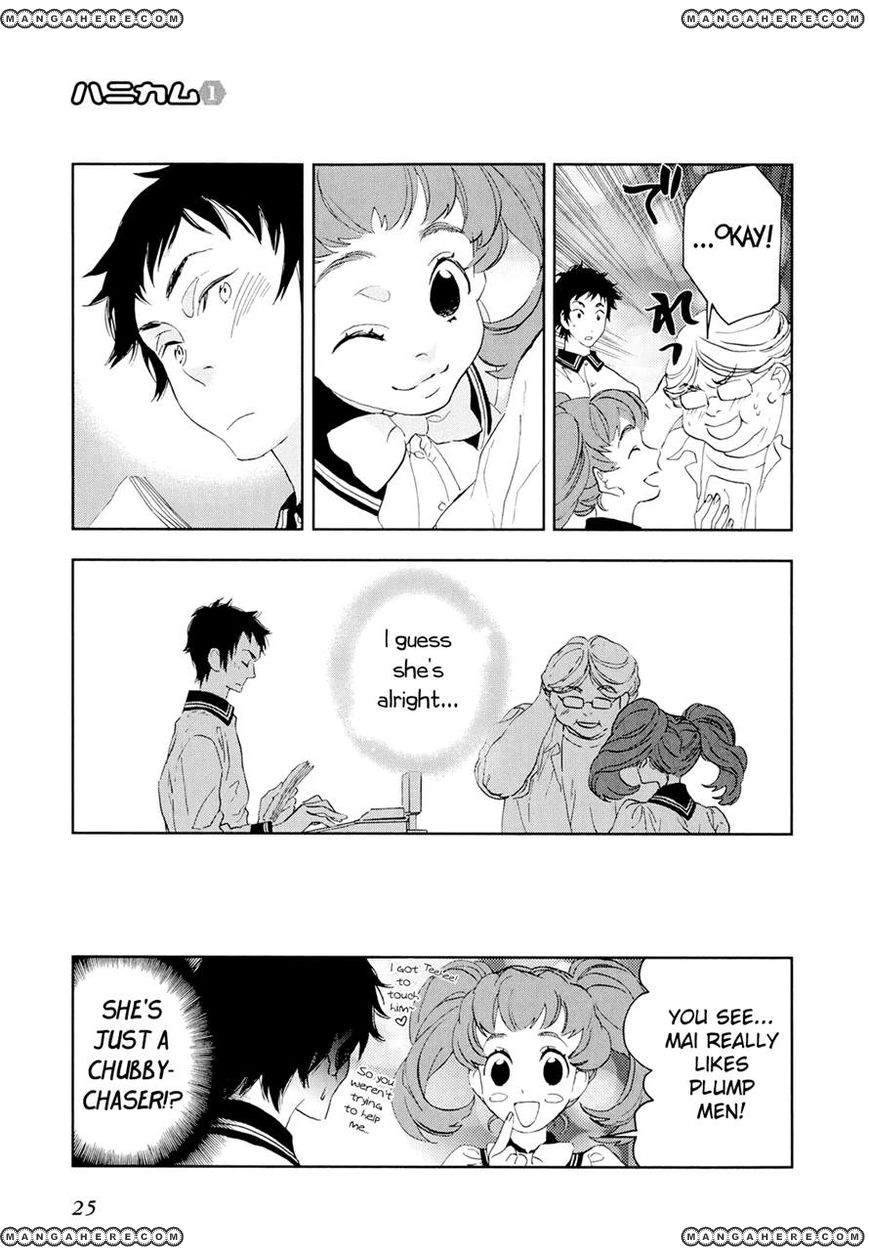 MANGAHERE.COM
MANGAHERE.COM
ハニカム1
...OKAY!
で
れっ
I guess
she's
alright...
YOU SEE...
MAI REALLY
LIKES
PLUMP
MEN!
Teehee!
I GOT
to
touch
him~
♡
So you
weren't
trying
to help
me...
SHE'S
JUST A
CHUBBY-
CHASER!?
25
MANGAHERE.COM
MANGAHERE.COM